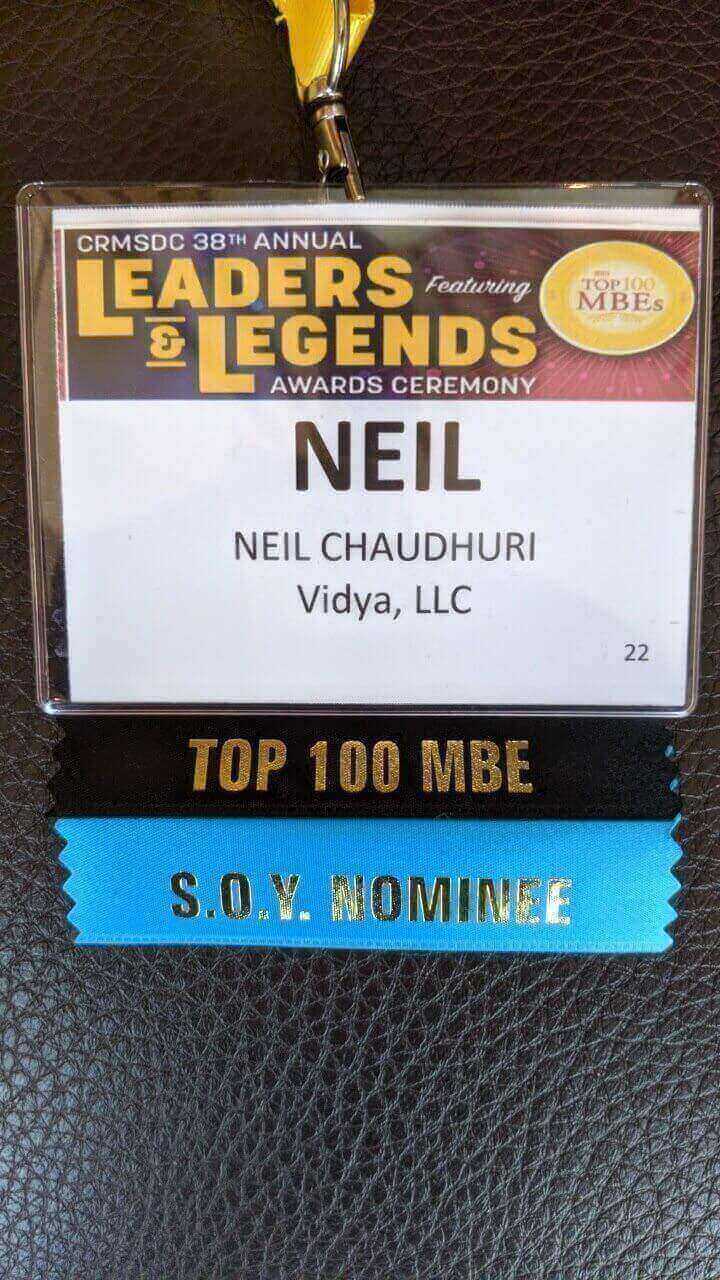 CRMSDC 38TH ANNUAL
LEADERS Featuring
& LEGENDS
AWARDS CEREMONY
TOP 100
MBEs
NEIL
NEIL CHAUDHURI
Vidya, LLC
22
TOP 100 MBE
S.O.Y. NOMINEE